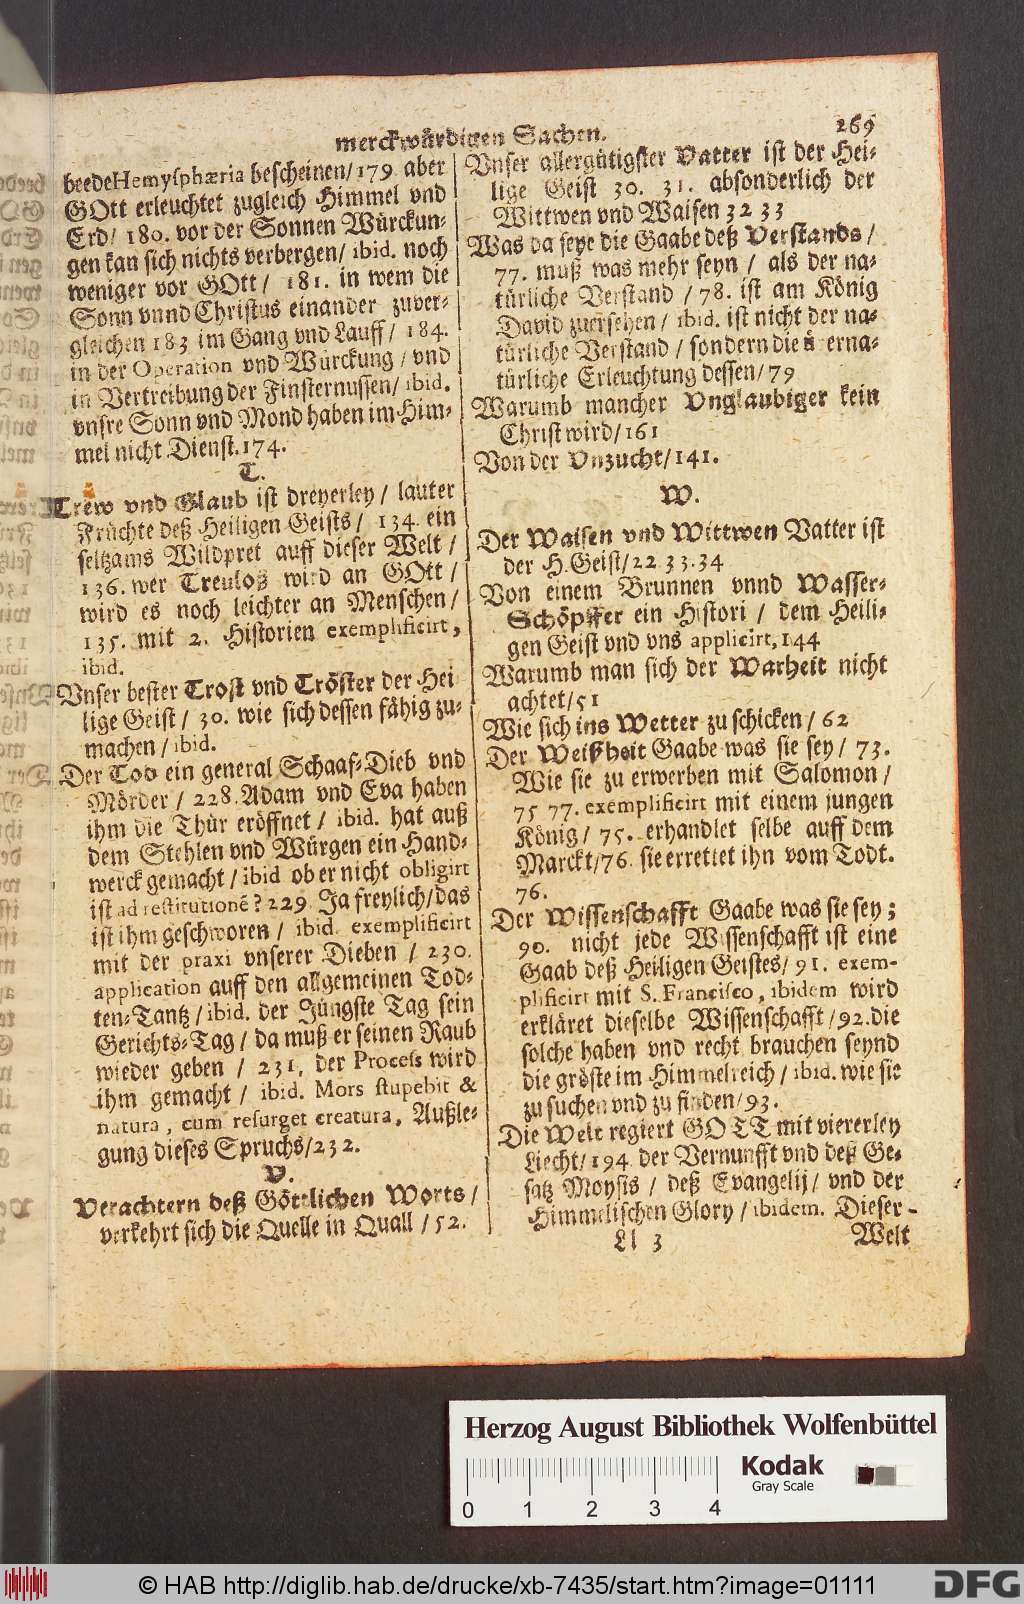 merckwürdigen Sachen. 269
beede Hemysphæria bescheinen/179 aber
GOtt erleuchtet zugleich Himmel vnd
Erd/ 180. vor der Sonnen Würckun-
gen kan sich nichts verbergen/ ibid. noch
weniger vor GOtt/ 181. in wem die
Sonn vnnd Christus einander zuver-
gleichen 183 im Gang vnd Lauff/ 184.
in der Operation vnd Würckung/ vnd
in Vertreibung der Finsternussen/ ibid.
vnsre Sonn vnd Mond haben im Him-
mel nicht Dienst. 174.
T.
Trew vnd Glaub ist dreyerley/ lauter
Früchte deß Heiligen Geists/ 134. ein
seltzams Wildpret auff dieser Welt/
136. wer Treuloß wird an GOtt/
wird es noch leichter an Menschen/
135. mit 2. Historien exemplificirt,
ibid.
Vnser bester Trost vnd Tröster der Hei
lige Geist/ 30. wie sich dessen fähig zu-
machen/ ibid.
Der Tod ein general Schaaf-Dieb vnd
Mörder/ 228. Adam vnd Eva haben
ihm die Thür eröffnet/ ibid. hat auß
dem Stehlen vnd Würgen ein Hand-
werck gemacht/ ibid ob er nicht obligirt
ist ad restitutionē? 229. Ja freylich/das
ist ihm geschworen/ ibid. exemplificirt
mit der praxi vnserer Dieben/ 230.
application auff den allgemeinen Tod-
ten-Tantz/ ibid. der Jüngste Tag sein
Gerichts-Tag/ da muß er seinen Raub
wieder geben/ 231, der Process wird
ihm gemacht/ ibid. Mors stupebit &
natura, cum resurget creatura, Außle-
gung dieses Spruchs/232.
V.
Verachtern deß Göttlichen Worts/
verkehrt sich die Quelle in Quall/ 52.
Vnser allergütigster Vatter ist der Hei-
lige Geist 30. 31. absonderlich der
Wittwen vnd Waisen 32 33
Was da seye die Gaabe deß Verstands/
77. muß was mehr seyn/ als der na-
türliche Verstand/ 78. ist am König
David zuersehen/ ibid. ist nicht der na-
türliche Verstand/ sondern die überna-
türliche Erleuchtung dessen/79
Warumb mancher Vnglaubiger kein
Christ wird/161
Von der Vnzucht/141.
W.
Der Waisen vnd Wittwen Vatter ist
der H. Geist/22 33.34
Von einem Brunnen vnnd Wasser-
Schöpffer ein Histori/ dem Heili-
gen Geist vnd vns applicirt, 144
Warumb man sich der Warheit nicht
achtet/51
Wie sich ins Wetter zu schicken/ 62
Der Weißheit Gaabe was sie sey/ 73.
Wie sie zu erwerben mit Salomon/
75 77. exemplificirt mit einem jungen
König/ 75. erhandlet selbe auff dem
Marckt/76. sie errettet ihn vom Todt.
76.
Der Wissenschafft Gaabe was sie sey;
90. nicht jede Wissenschafft ist eine
Gaab deß Heiligen Geistes/ 91. exem-
plificirt mit S. Francisco, ibidem wird
erkläret dieselbe Wissenschafft/92. die
solche haben vnd recht brauchen seynd
die gröste im Himmelreich/ ibid. wie sie
zu suchen vnd zu finden/93.
Die Welt regiert GOTT mit viererley
Liecht/194 der Vernunfft vnd deß Ge-
satz Moysis/ deß Evangelij/ vnd der
Himmelischen Glory/ ibidem. Dieser-
Ll 3 Welt
Herzog August Bibliothek Wolfenbüttel
Kodak
Gray Scale
0 1 2 3 4
© HAB http://diglib.hab.de/drucke/xb-7435/start.htm?image=01111
DFG